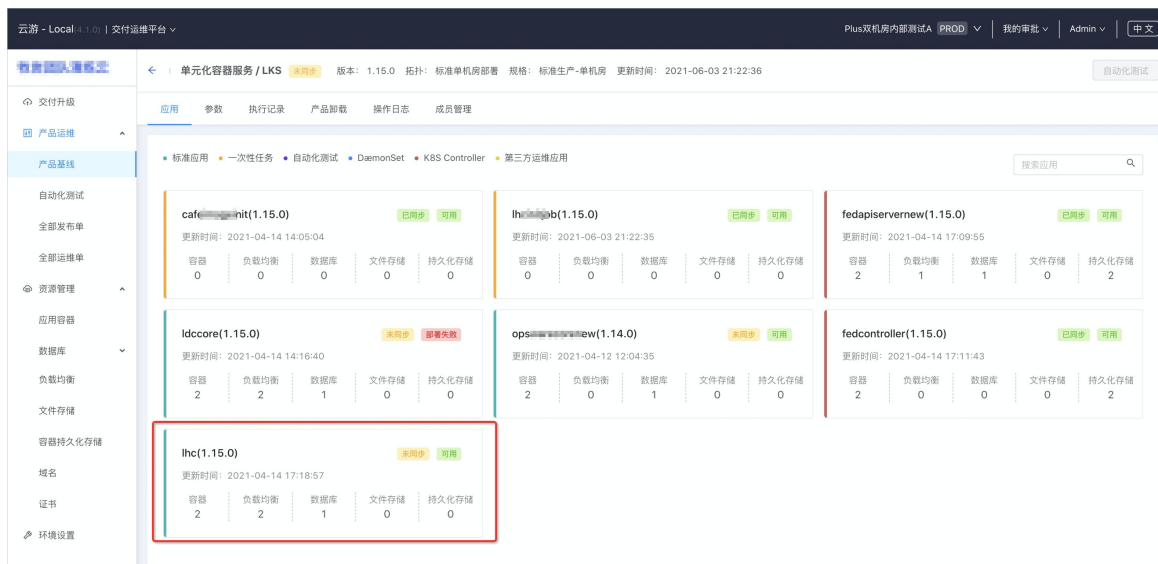 云游 - Local(4.1.0) | 交付运维平台
Plus双机房内部测试A PROD 我的审批 Admin 中文
单元化容器服务 / LKS 未同步 版本: 1.15.0 拓扑: 标准单机房部署 规格: 标准生产-单机房 更新时间: 2021-06-03 21:22:36 自动化测试
交付升级
产品运维
产品基线
自动化测试
全部发布单
全部运维单
资源管理
应用容器
数据库
负载均衡
文件存储
容器持久化存储
域名
证书
环境设置
应用 参数 执行记录 产品卸载 操作日志 成员管理
标准应用 一次性任务 自动化测试 DæmonSet K8S Controller 第三方运维应用
搜索应用
nit(1.15.0) 已同步 可用
更新时间: 2021-04-14 14:05:04
容器 负载均衡 数据库 文件存储 持久化存储
0 0 0 0 0
b(1.15.0) 已同步 可用
更新时间: 2021-06-03 21:22:35
容器 负载均衡 数据库 文件存储 持久化存储
0 0 0 0 0
fedapiservernew(1.15.0) 已同步 可用
更新时间: 2021-04-14 17:09:55
容器 负载均衡 数据库 文件存储 持久化存储
2 1 1 0 2
ldccore(1.15.0) 未同步 部署失败
更新时间: 2021-04-14 14:16:40
容器 负载均衡 数据库 文件存储 持久化存储
2 2 1 0 0
ops ew(1.14.0) 未同步 可用
更新时间: 2021-04-12 12:04:35
容器 负载均衡 数据库 文件存储 持久化存储
2 0 1 0 0
fedcontroller(1.15.0) 已同步 可用
更新时间: 2021-04-14 17:11:43
容器 负载均衡 数据库 文件存储 持久化存储
2 0 0 0 2
lhc(1.15.0) 未同步 可用
更新时间: 2021-04-14 17:18:57
容器 负载均衡 数据库 文件存储 持久化存储
2 2 1 0 0